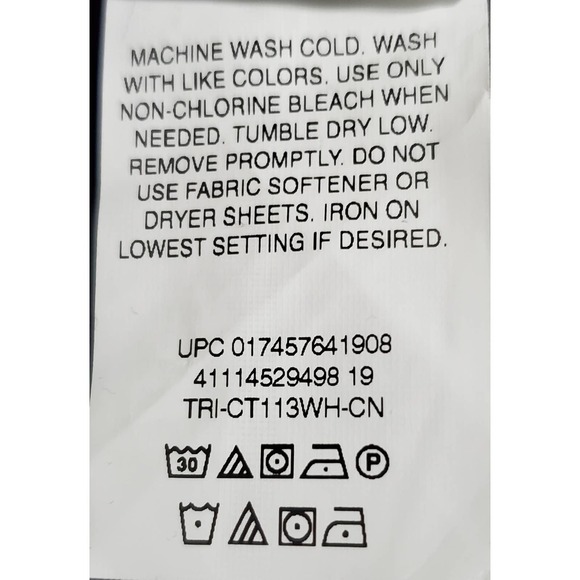 MACHINE WASH COLD. WASH
WITH LIKE COLORS. USE ONLY
NON-CHLORINE BLEACH WHEN
NEEDED. TUMBLE DRY LOW.
REMOVE PROMPTLY. DO NOT
USE FABRIC SOFTENER OR
DRYER SHEETS. IRON ON
LOWEST SETTING IF DESIRED.
UPC 017457641908
41114529498 19
TRI-CT113WH-CN
30 P